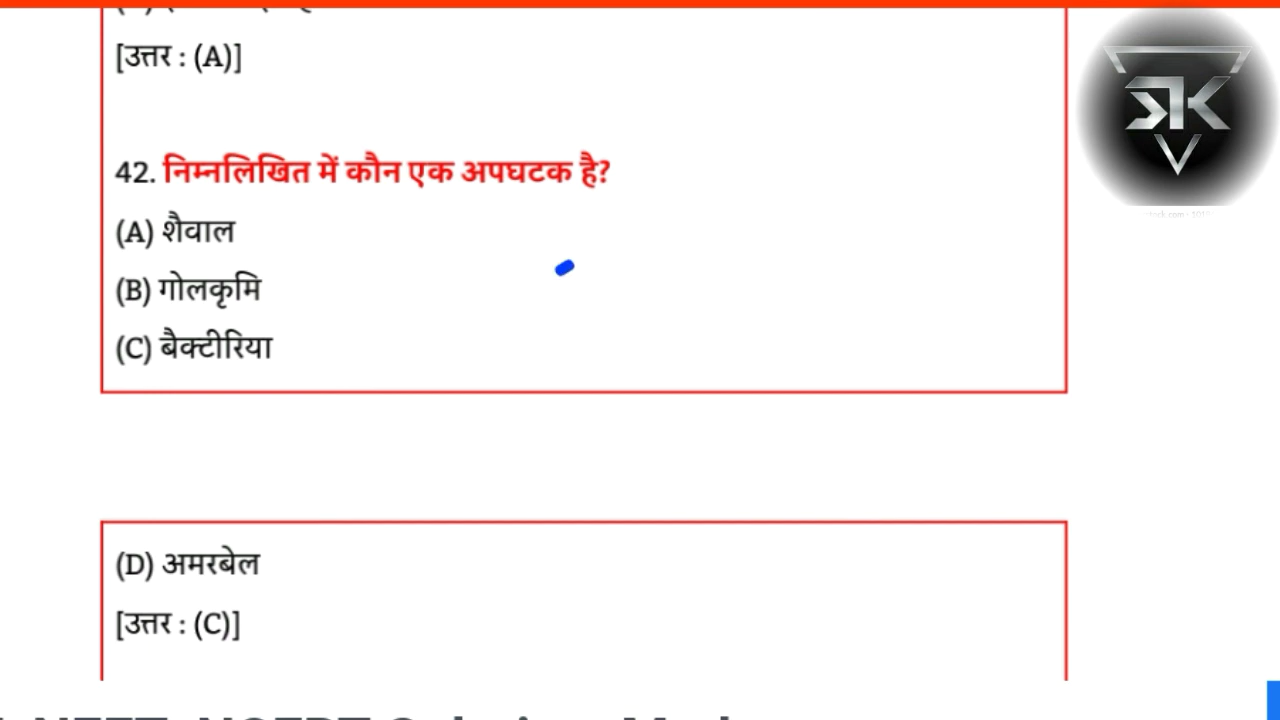 [उत्तर : (A)]
42. निम्नलिखित में कौन एक अपघटक है?
(A) शैवाल
(B) गोलकृमि
(C) बैक्टीरिया
(D) अमरबेल
[उत्तर : (C)]